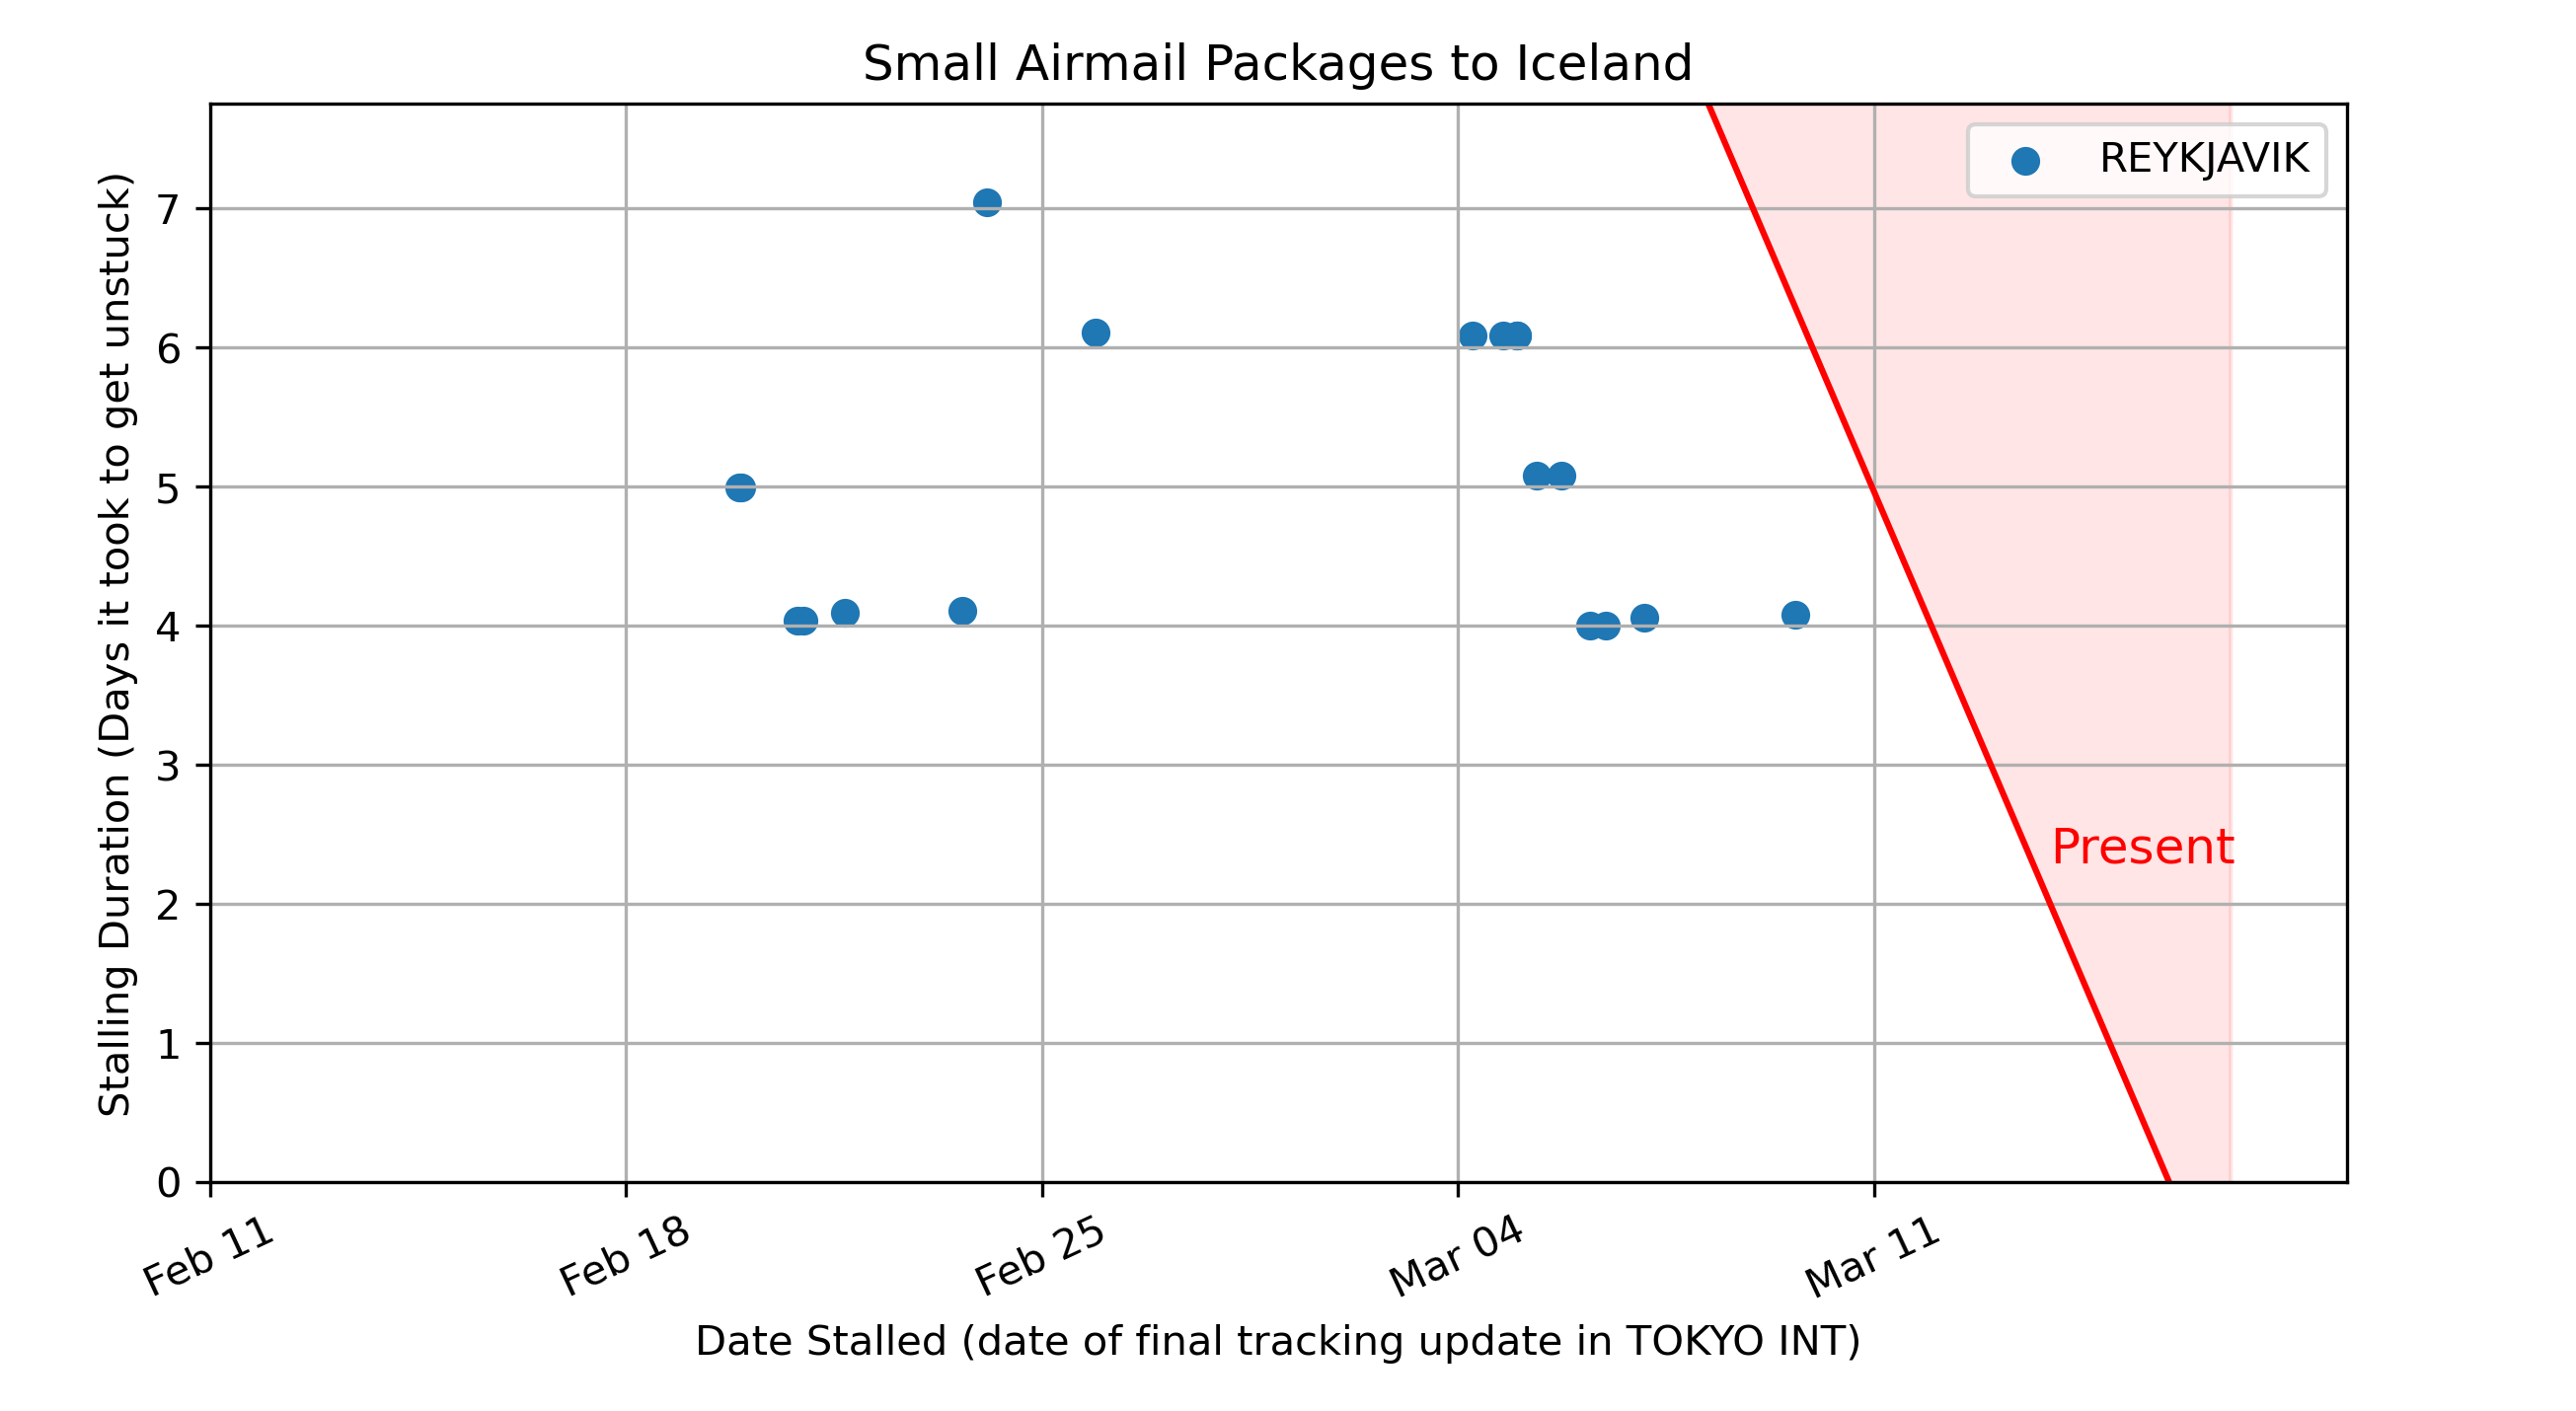 Small Airmail Packages to Iceland
REYKJAVIK
Stalling Duration (Days it took to get unstuck)
7
6
5
4
3
2
1
0
Present
Feb 11
Feb 18
Feb 25
Mar 04
Mar 11
Date Stalled (date of final tracking update in TOKYO INT)